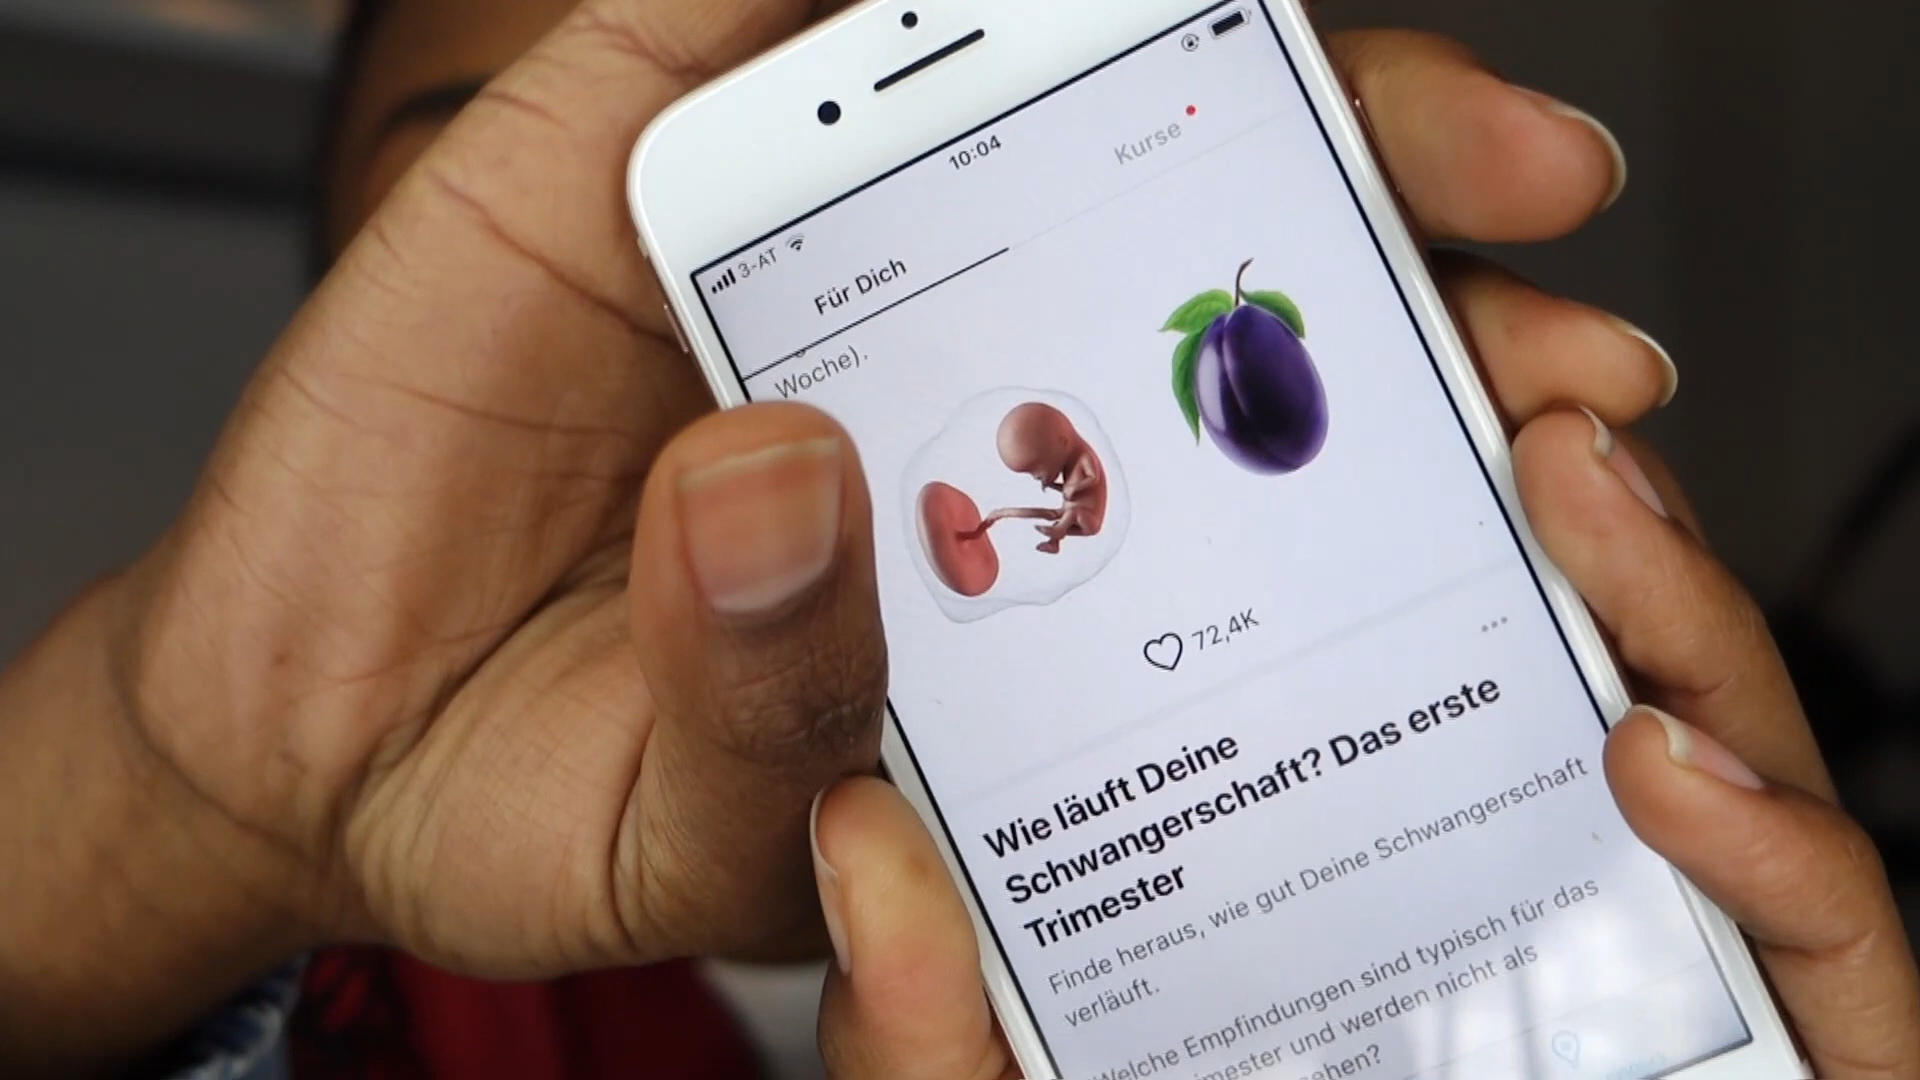 3-AT
10:04
Für Dich
Kurse
Woche).
72,4K
Wie läuft Deine
Schwangerschaft? Das erste
Trimester
Finde heraus, wie gut Deine Schwangerschaft
verläuft.
Welche Empfindungen sind typisch für das
und werden nicht als